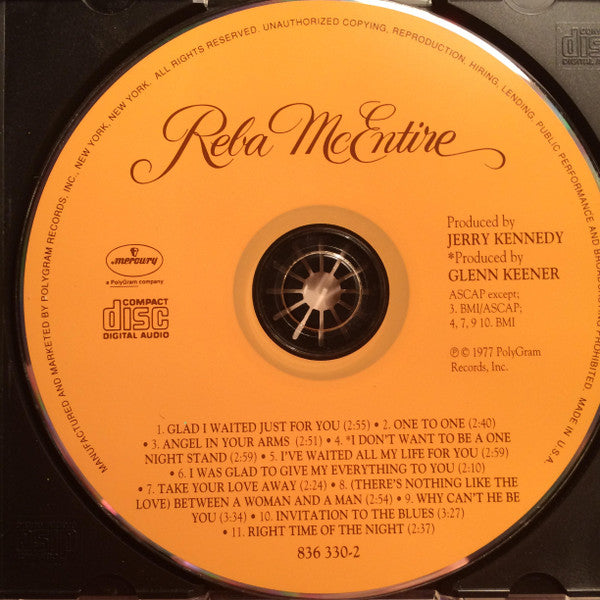 MANUFACTURED AND MARKETED BY POLYGRAM RECORDS, INC., NEW YORK, NEW YORK. ALL RIGHTS RESERVED. UNAUTHORIZED COPYING, REPRODUCTION, HIRING, LENDING, PUBLIC PERFORMANCE AND BROADCASTING PROHIBITED. MADE IN U.S.A.
Reba McEntire
Produced by
JERRY KENNEDY
*Produced by
GLENN KEENER
ASCAP except;
3. BMI/ASCAP;
4, 7, 9 10. BMI
℗ © 1977 PolyGram
Records, Inc.
mercury
a PolyGram company
COMPACT
disc
DIGITAL AUDIO
1. GLAD I WAITED JUST FOR YOU (2:55) • 2. ONE TO ONE (2:40)
• 3. ANGEL IN YOUR ARMS (2:51) • 4. *I DON'T WANT TO BE A ONE
NIGHT STAND (2:59) • 5. I'VE WAITED ALL MY LIFE FOR YOU (2:59)
• 6. I WAS GLAD TO GIVE MY EVERYTHING TO YOU (2:10)
• 7. TAKE YOUR LOVE AWAY (2:24) • 8. (THERE'S NOTHING LIKE THE
LOVE) BETWEEN A WOMAN AND A MAN (2:54) • 9. WHY CAN'T HE BE
YOU (3:34) • 10. INVITATION TO THE BLUES (3:27)
• 11. RIGHT TIME OF THE NIGHT (2:37)
836 330-2
disc
DIGITAL AUDIO